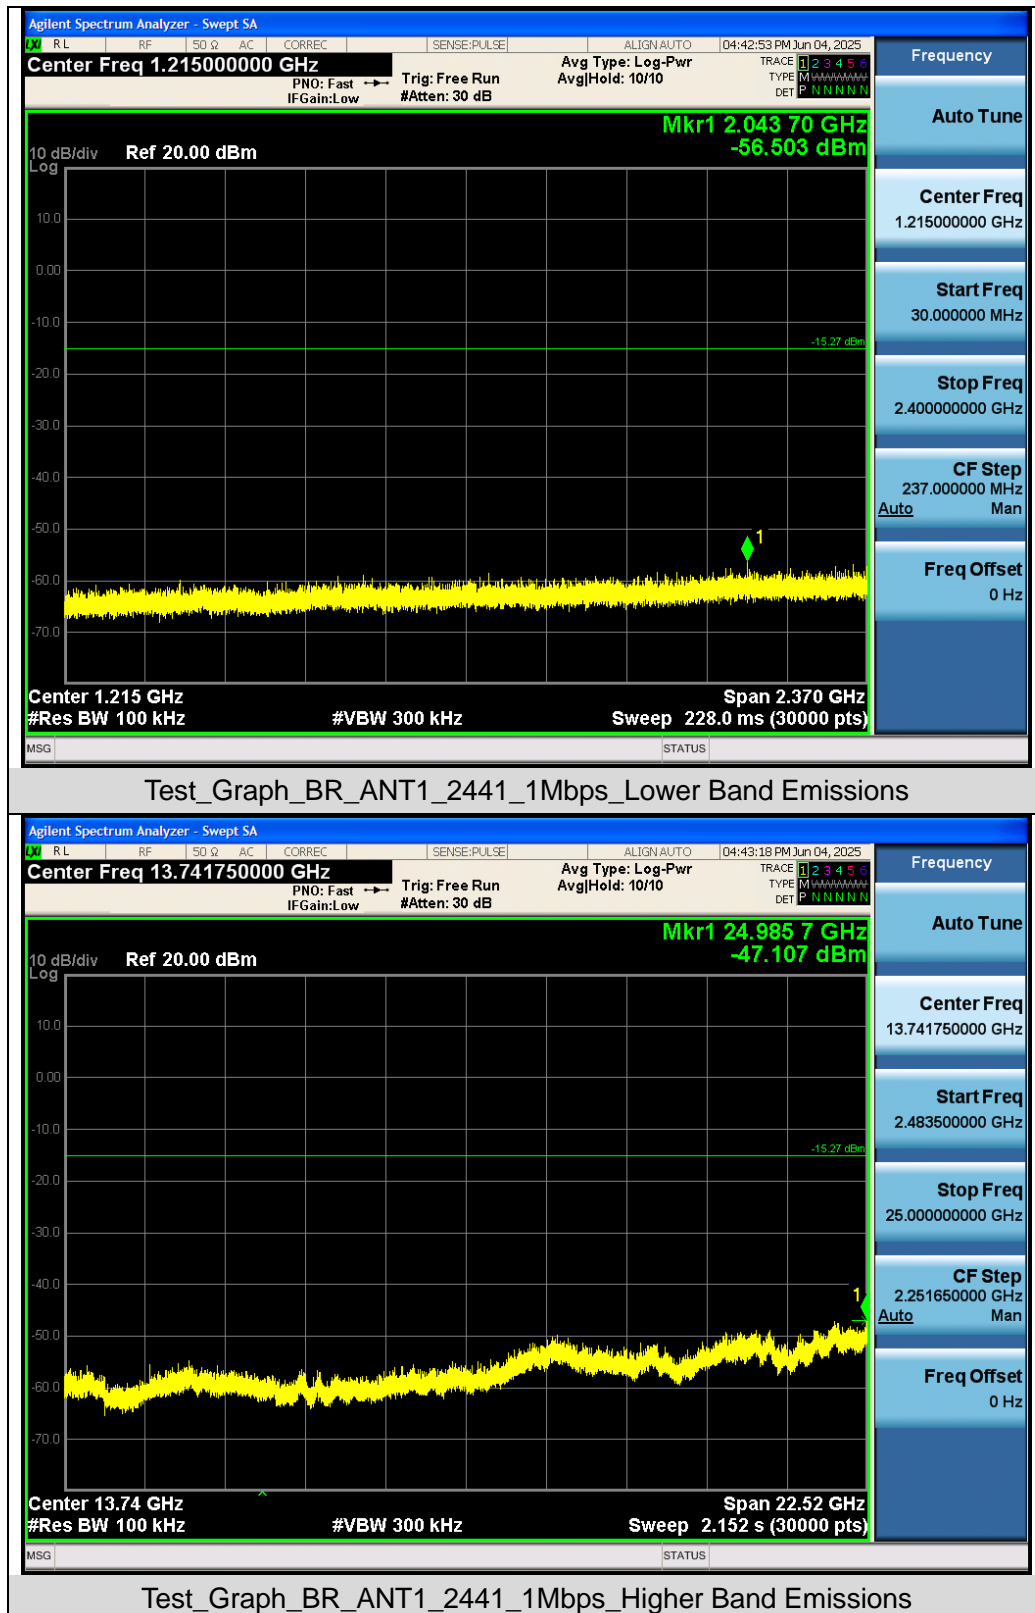 Agilent Spectrum Analyzer - Swept SA
LXI RL RF 50 Ω AC CORREC SENSE:PULSE ALIGN AUTO 04:42:53 PM Jun 04, 2025
Center Freq 1.215000000 GHz
PNO: Fast
IFGain:Low
Trig: Free Run
#Atten: 30 dB
Avg Type: Log-Pwr
Avg|Hold: 10/10
TRACE 1 2 3 4 5 6
TYPE M WWWWW
DET P N N N N N
Mkr1 2.043 70 GHz
-56.503 dBm
10 dB/div Ref 20.00 dBm
Log
10.0
0.00
-10.0
-15.27 dBm
-20.0
-30.0
-40.0
-50.0
1
-60.0
-70.0
Center 1.215 GHz Span 2.370 GHz
#Res BW 100 kHz #VBW 300 kHz Sweep 228.0 ms (30000 pts)
MSG STATUS
Frequency
Auto Tune
Center Freq
1.215000000 GHz
Start Freq
30.000000 MHz
Stop Freq
2.400000000 GHz
CF Step
237.000000 MHz
Auto Man
Freq Offset
0 Hz
Test_Graph_BR_ANT1_2441_1Mbps_Lower Band Emissions
Agilent Spectrum Analyzer - Swept SA
LXI RL RF 50 Ω AC CORREC SENSE:PULSE ALIGN AUTO 04:43:18 PM Jun 04, 2025
Center Freq 13.741750000 GHz
PNO: Fast
IFGain:Low
Trig: Free Run
#Atten: 30 dB
Avg Type: Log-Pwr
Avg|Hold: 10/10
TRACE 1 2 3 4 5 6
TYPE M WWWWW
DET P N N N N N
Mkr1 24.985 7 GHz
-47.107 dBm
10 dB/div Ref 20.00 dBm
Log
10.0
0.00
-10.0
-15.27 dBm
-20.0
-30.0
-40.0
1
-50.0
-60.0
-70.0
Center 13.74 GHz Span 22.52 GHz
#Res BW 100 kHz #VBW 300 kHz Sweep 2.152 s (30000 pts)
MSG STATUS
Frequency
Auto Tune
Center Freq
13.741750000 GHz
Start Freq
2.483500000 GHz
Stop Freq
25.000000000 GHz
CF Step
2.251650000 GHz
Auto Man
Freq Offset
0 Hz
Test_Graph_BR_ANT1_2441_1Mbps_Higher Band Emissions